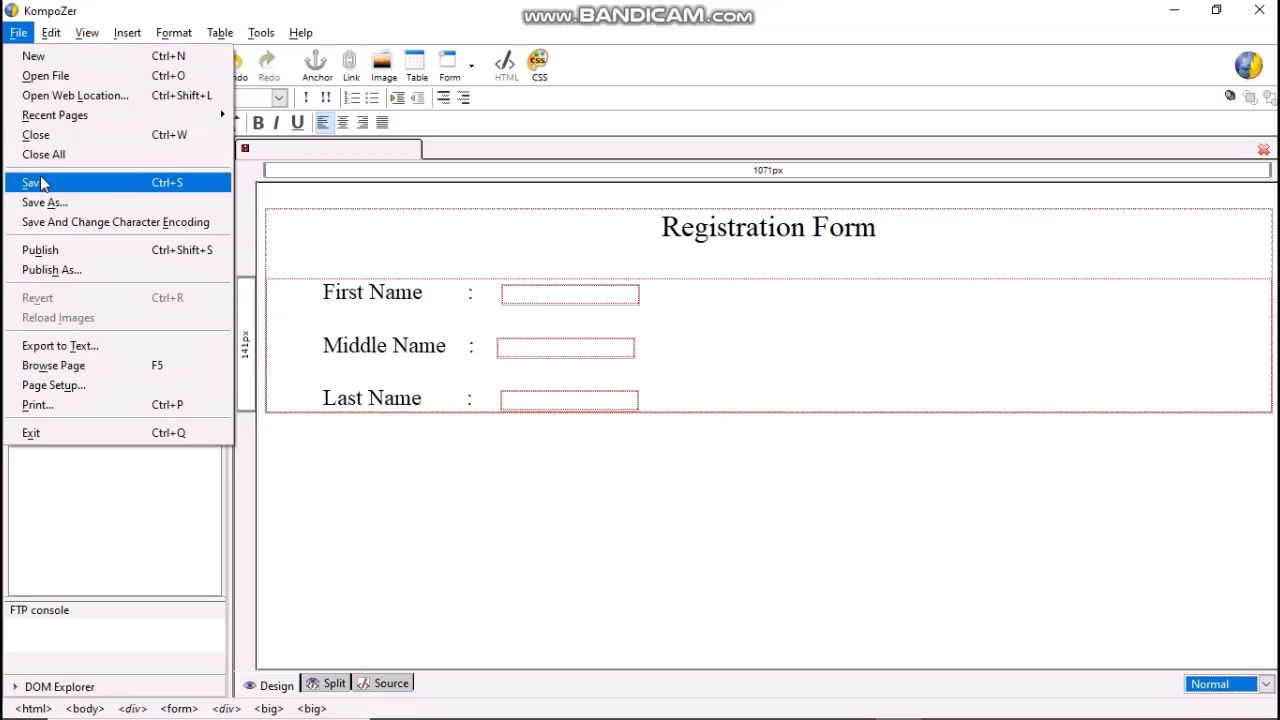 KompoZer
www.BANDICAM.com
File Edit View Insert Format Table Tools Help
New Ctrl+N
Open File Ctrl+O
Open Web Location... Ctrl+Shift+L
Recent Pages
Close Ctrl+W
Close All
Save Ctrl+S
Save As...
Save And Change Character Encoding
Publish Ctrl+Shift+S
Publish As...
Revert Ctrl+R
Reload Images
Export to Text...
Browse Page F5
Page Setup...
Print... Ctrl+P
Exit Ctrl+Q
Redo Anchor Link Image Table Form HTML CSS
B I U
1071px
141px
Registration Form
First Name :
Middle Name :
Last Name :
FTP console
DOM Explorer
Design Split Source
Normal
<html> <body> <div> <form> <div> <big> <big>